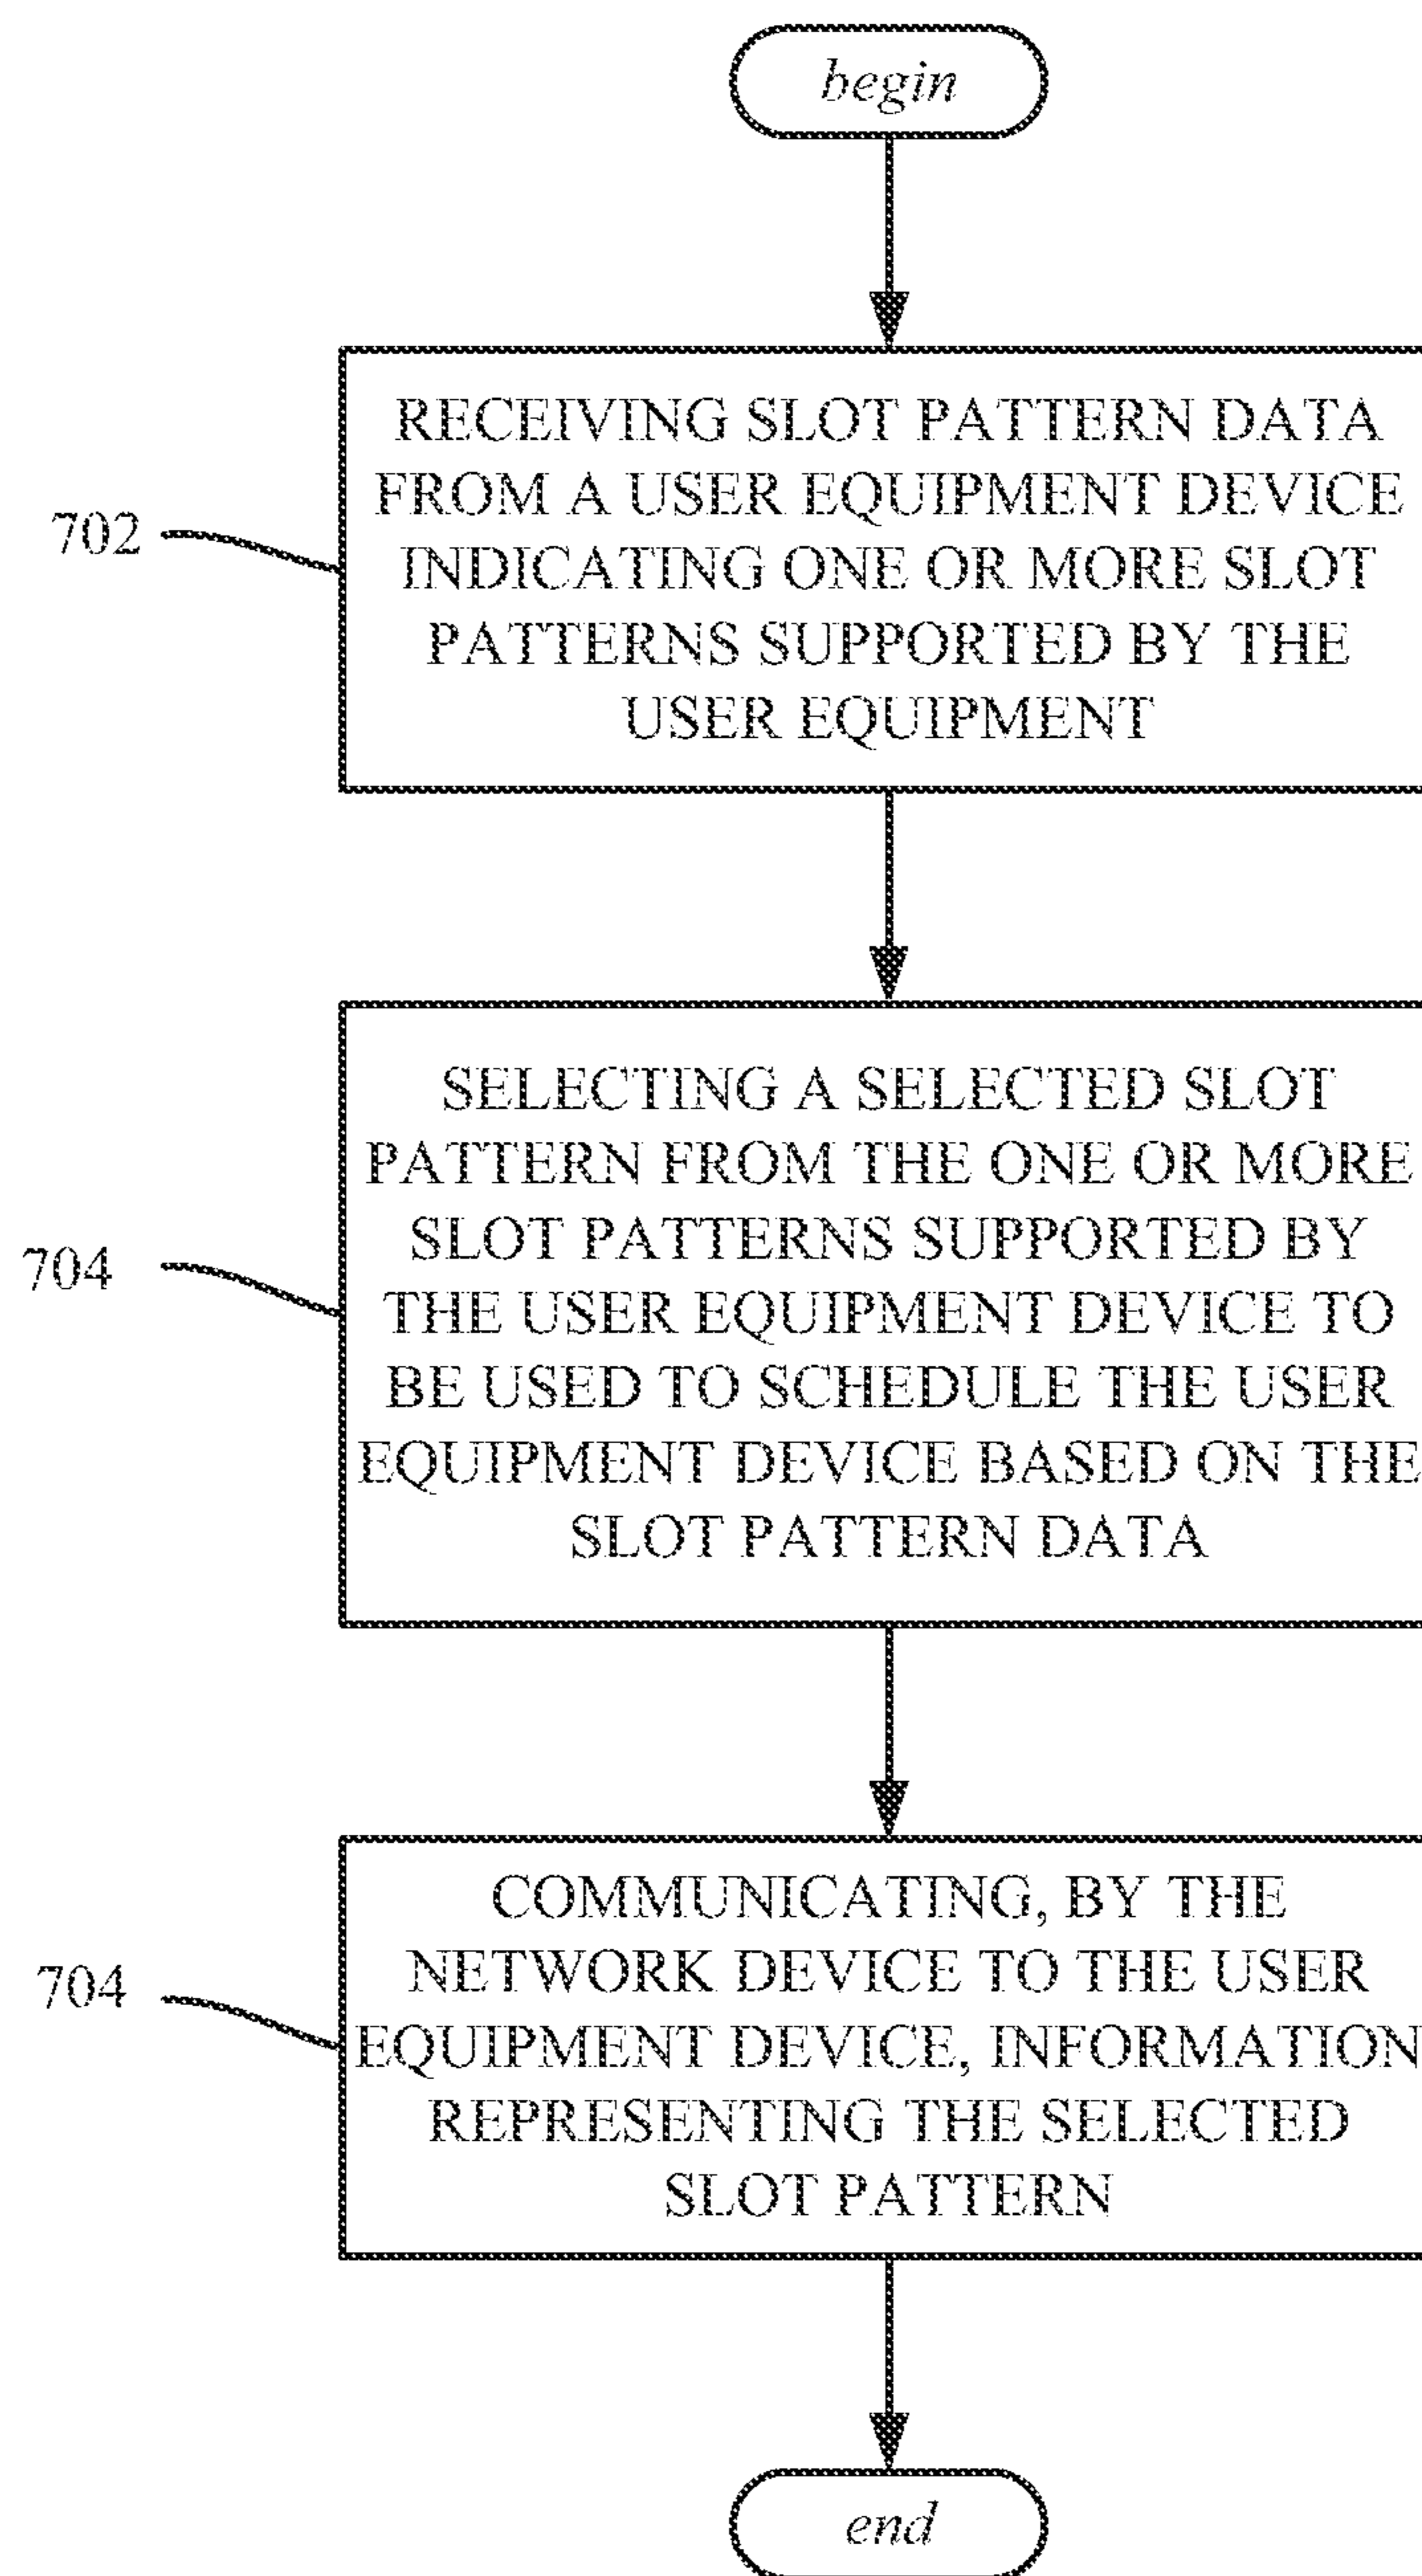 begin
RECEIVING SLOT PATTERN DATA
FROM A USER EQUIPMENT DEVICE
INDICATING ONE OR MORE SLOT
PATTERNS SUPPORTED BY THE
USER EQUIPMENT
702
SELECTING A SELECTED SLOT
PATTERN FROM THE ONE OR MORE
SLOT PATTERNS SUPPORTED BY
THE USER EQUIPMENT DEVICE TO
BE USED TO SCHEDULE THE USER
EQUIPMENT DEVICE BASED ON THE
SLOT PATTERN DATA
704
COMMUNICATING, BY THE
NETWORK DEVICE TO THE USER
EQUIPMENT DEVICE, INFORMATION
REPRESENTING THE SELECTED
SLOT PATTERN
704
end